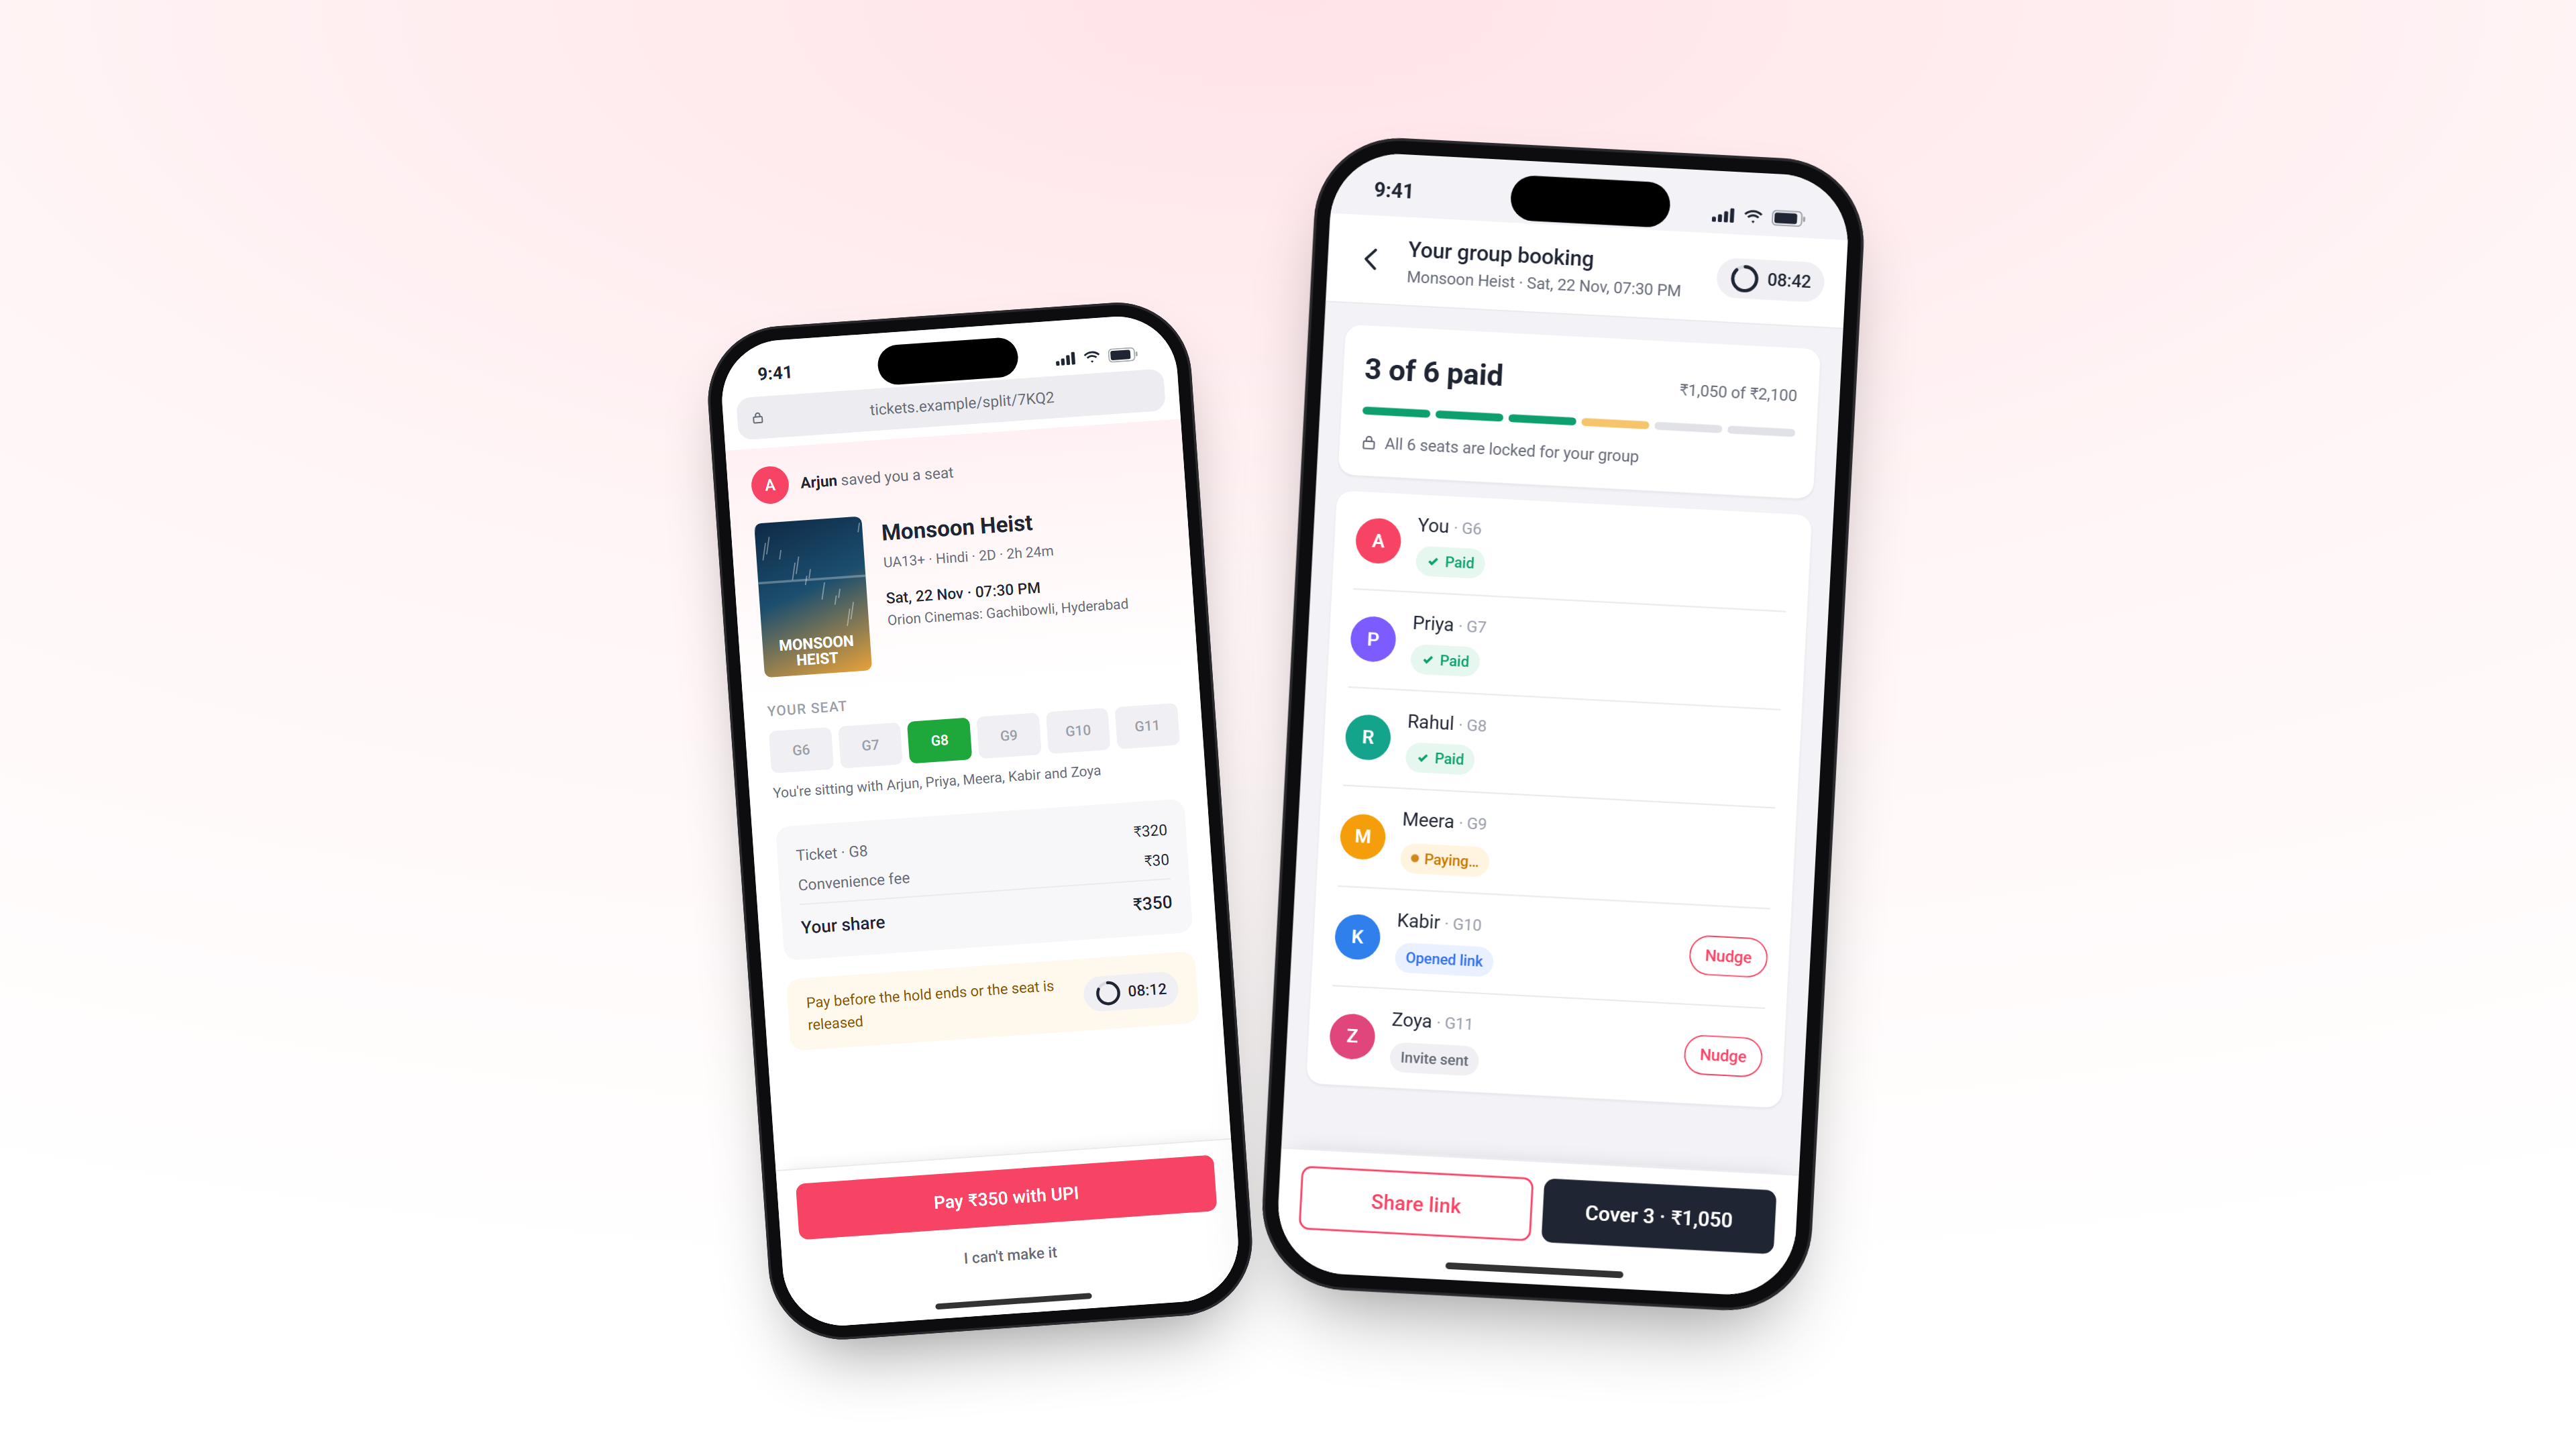 9:41
tickets.example/split/7KQ2
A
Arjun saved you a seat
MONSOON
HEIST
Monsoon Heist
UA13+ · Hindi · 2D · 2h 24m
Sat, 22 Nov · 07:30 PM
Orion Cinemas: Gachibowli, Hyderabad
YOUR SEAT
G6 G7 G8 G9 G10 G11
You're sitting with Arjun, Priya, Meera, Kabir and Zoya
Ticket · G8 ₹320
Convenience fee ₹30
Your share ₹350
Pay before the hold ends or the seat is
released
08:12
Pay ₹350 with UPI
I can't make it
9:41
Your group booking
Monsoon Heist · Sat, 22 Nov, 07:30 PM
08:42
3 of 6 paid
₹1,050 of ₹2,100
All 6 seats are locked for your group
A
You · G6
Paid
P
Priya · G7
Paid
R
Rahul · G8
Paid
M
Meera · G9
Paying…
K
Kabir · G10
Opened link
Nudge
Z
Zoya · G11
Invite sent
Nudge
Share link
Cover 3 · ₹1,050